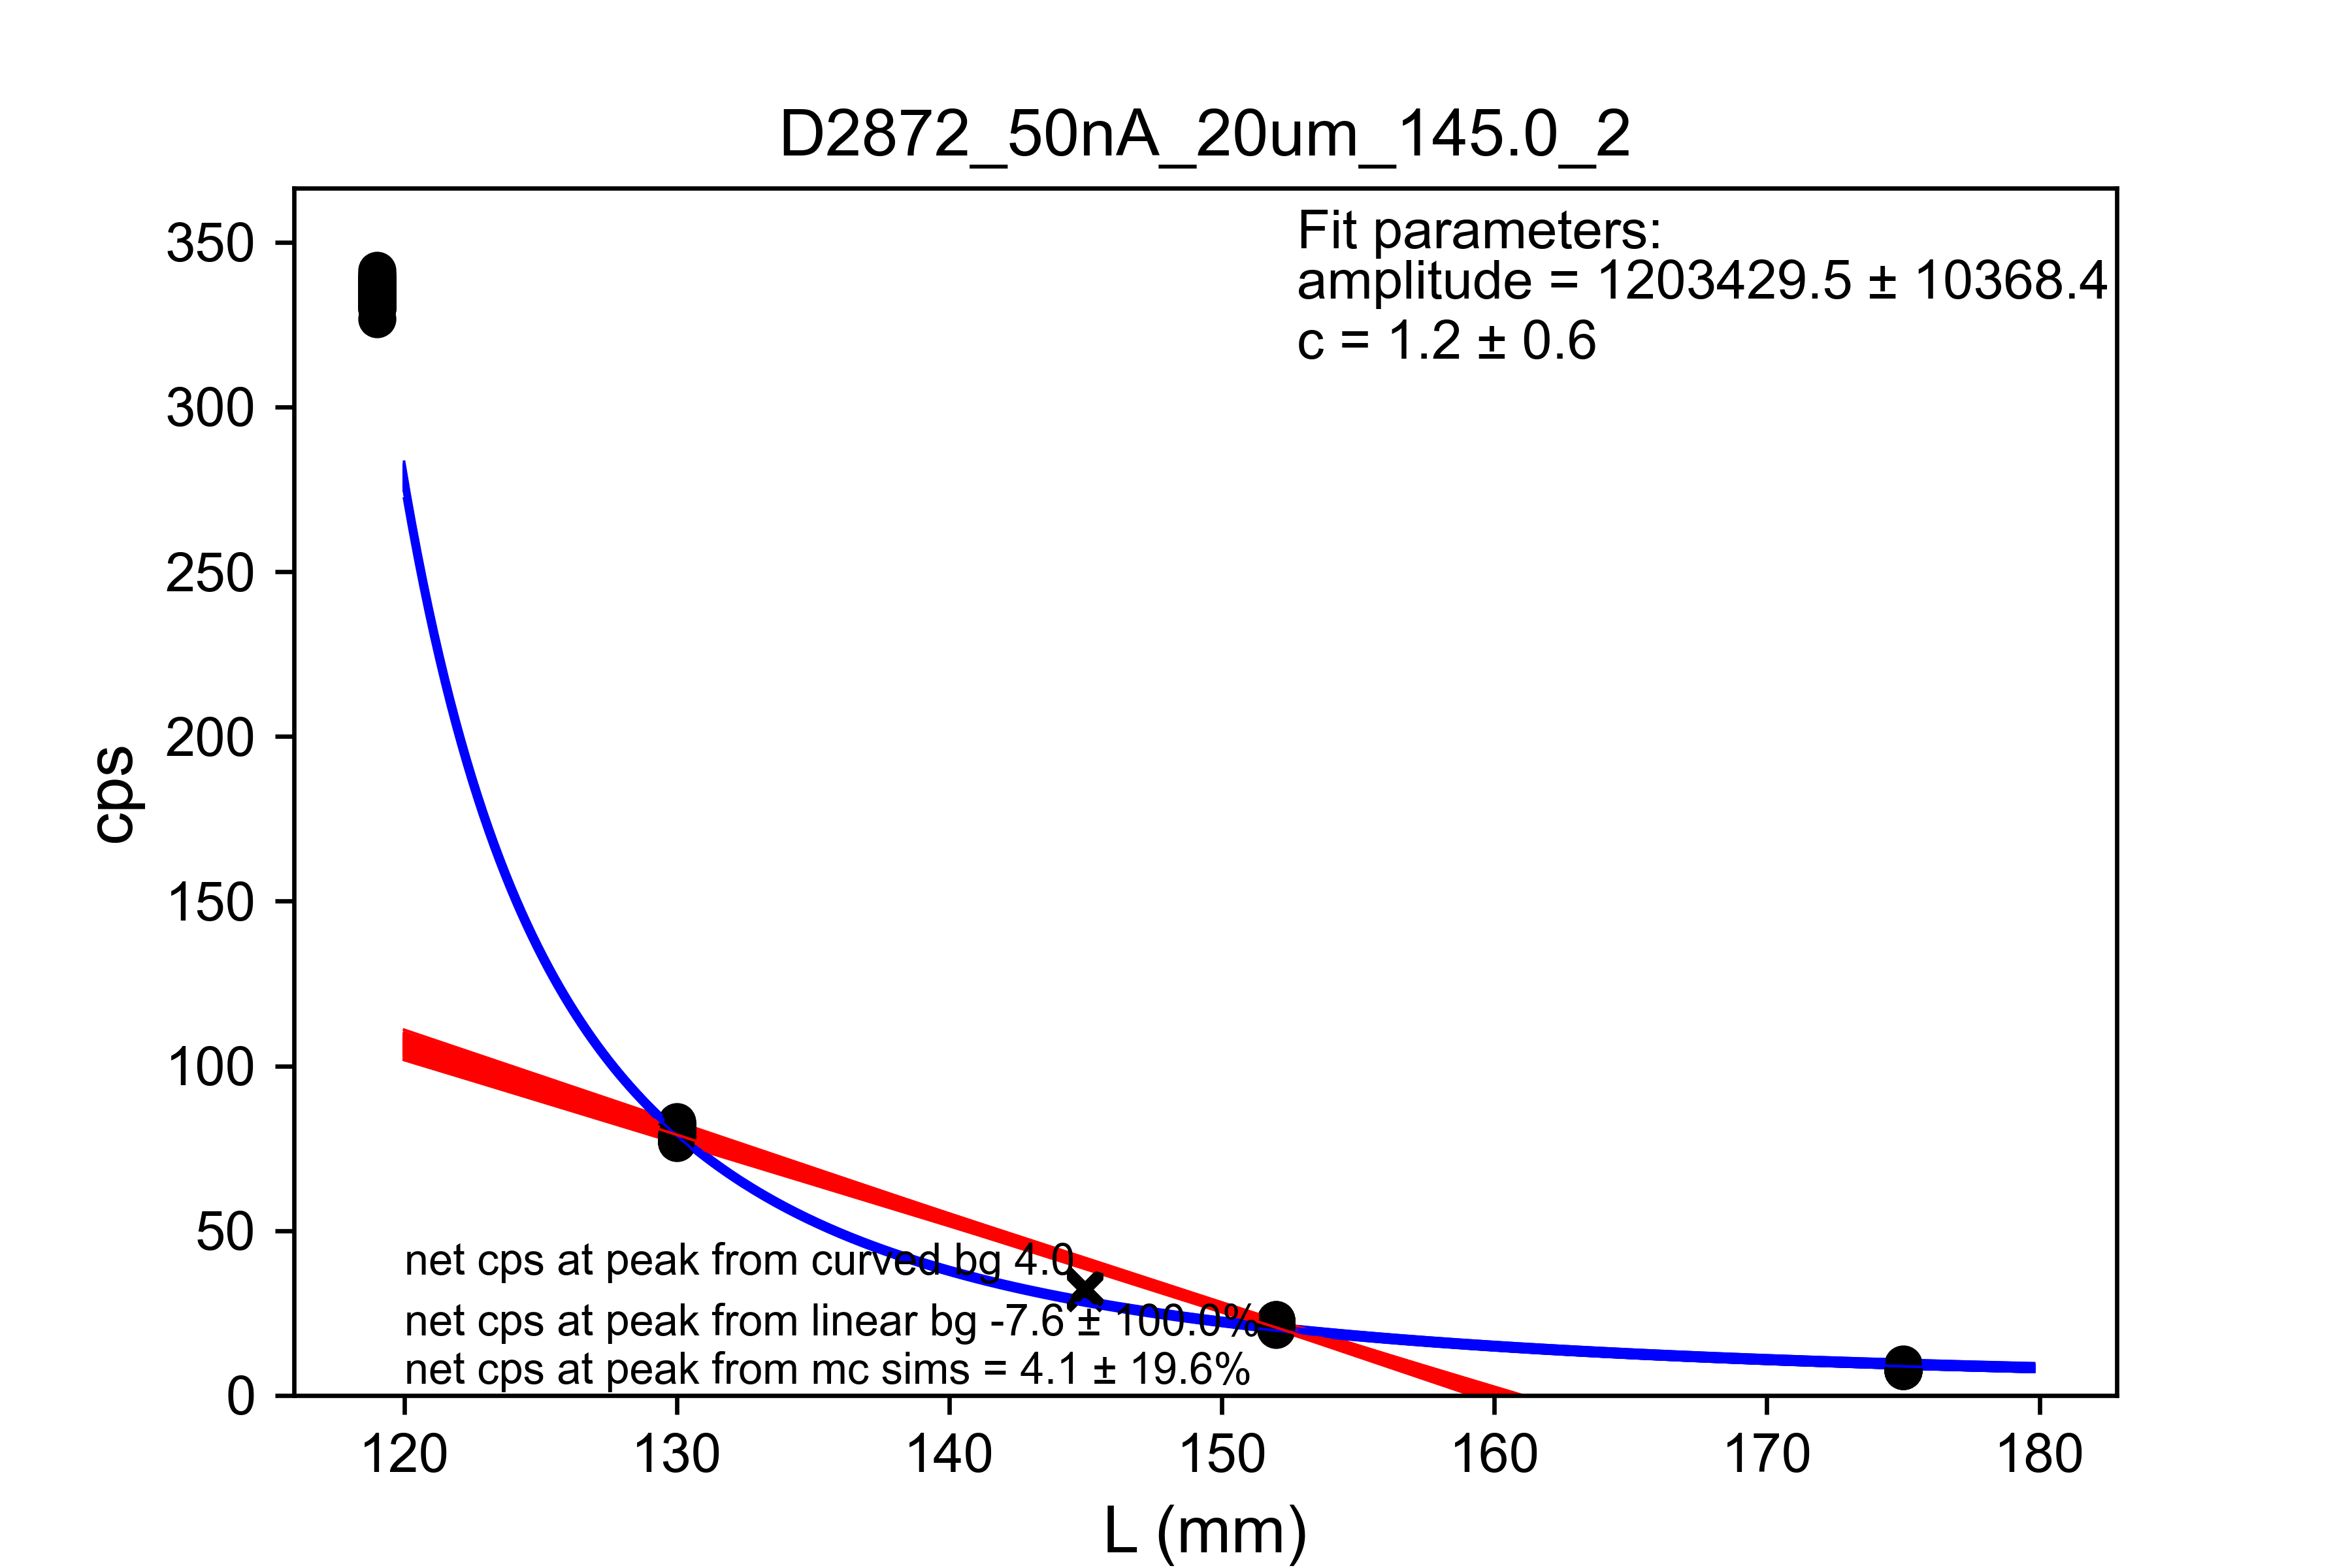 D2872_50nA_20um_145.0_2
Fit parameters:
amplitude = 1203429.5 ± 10368.4
c = 1.2 ± 0.6
350
300
250
200
150
100
50
0
cps
net cps at peak from curved bg 4.0
net cps at peak from linear bg -7.6 ± 100.0%
net cps at peak from mc sims = 4.1 ± 19.6%
120 130 140 150 160 170 180
L (mm)